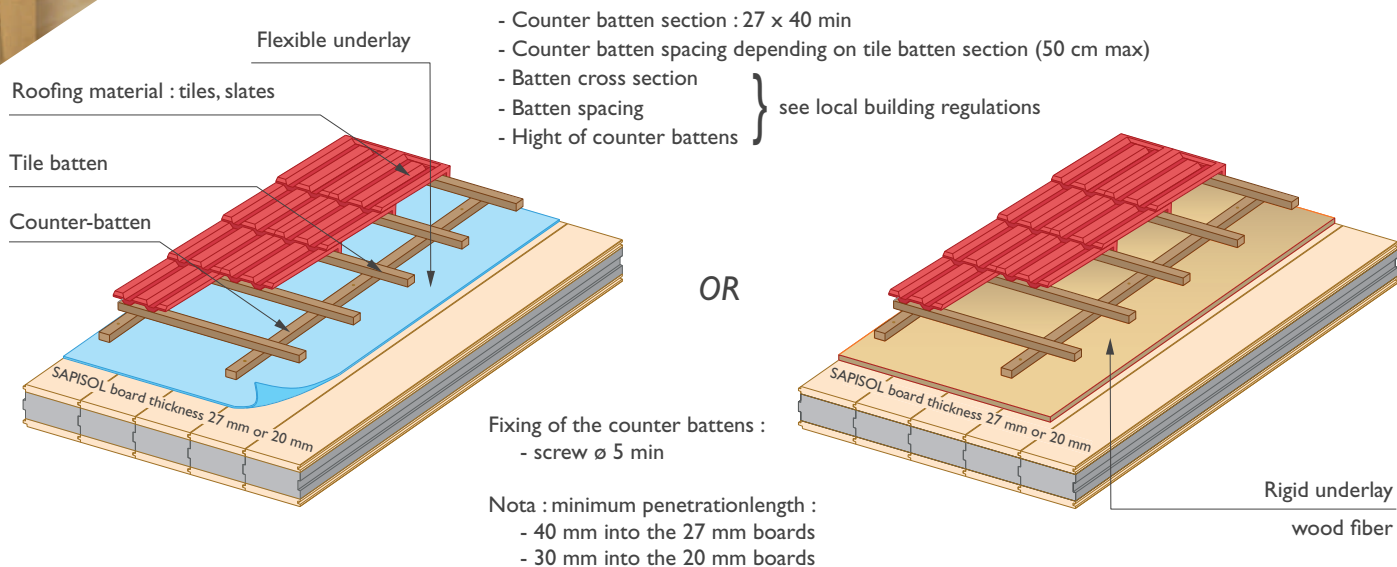 - Counter batten section : 27 x 40 min
- Counter batten spacing depending on tile batten section (50 cm max)
- Batten cross section
- Batten spacing
- Hight of counter battens
see local building regulations
Flexible underlay
Roofing material : tiles, slates
Tile batten
Counter-batten
SAPISOL board thickness 27 mm or 20 mm
OR
SAPISOL board thickness 27 mm or 20 mm
Fixing of the counter battens :
- screw ø 5 min
Nota : minimum penetrationlength :
- 40 mm into the 27 mm boards
- 30 mm into the 20 mm boards
Rigid underlay
wood fiber